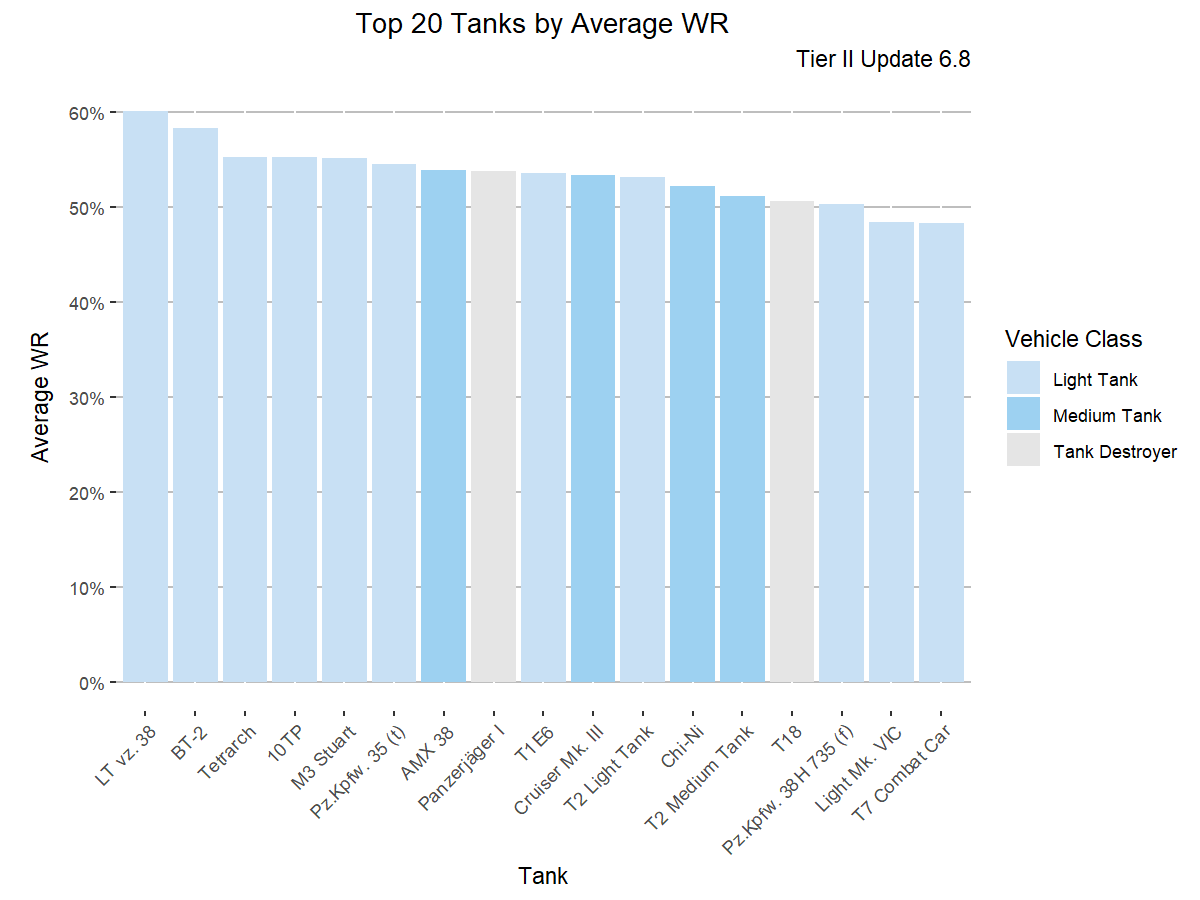 Top 20 Tanks by Average WR
Tier II Update 6.8
60%
50%
40%
30%
20%
10%
0%
Average WR
LT vz. 38
BT-2
Tetrarch
10TP
M3 Stuart
Pz.Kpfw. 35 (t)
AMX 38
Panzerjäger I
T1E6
Cruiser Mk. III
T2 Light Tank
Chi-Ni
T2 Medium Tank
T18
Pz.Kpfw. 38H 735 (f)
Light Mk. VIC
T7 Combat Car
Tank
Vehicle Class
Light Tank
Medium Tank
Tank Destroyer